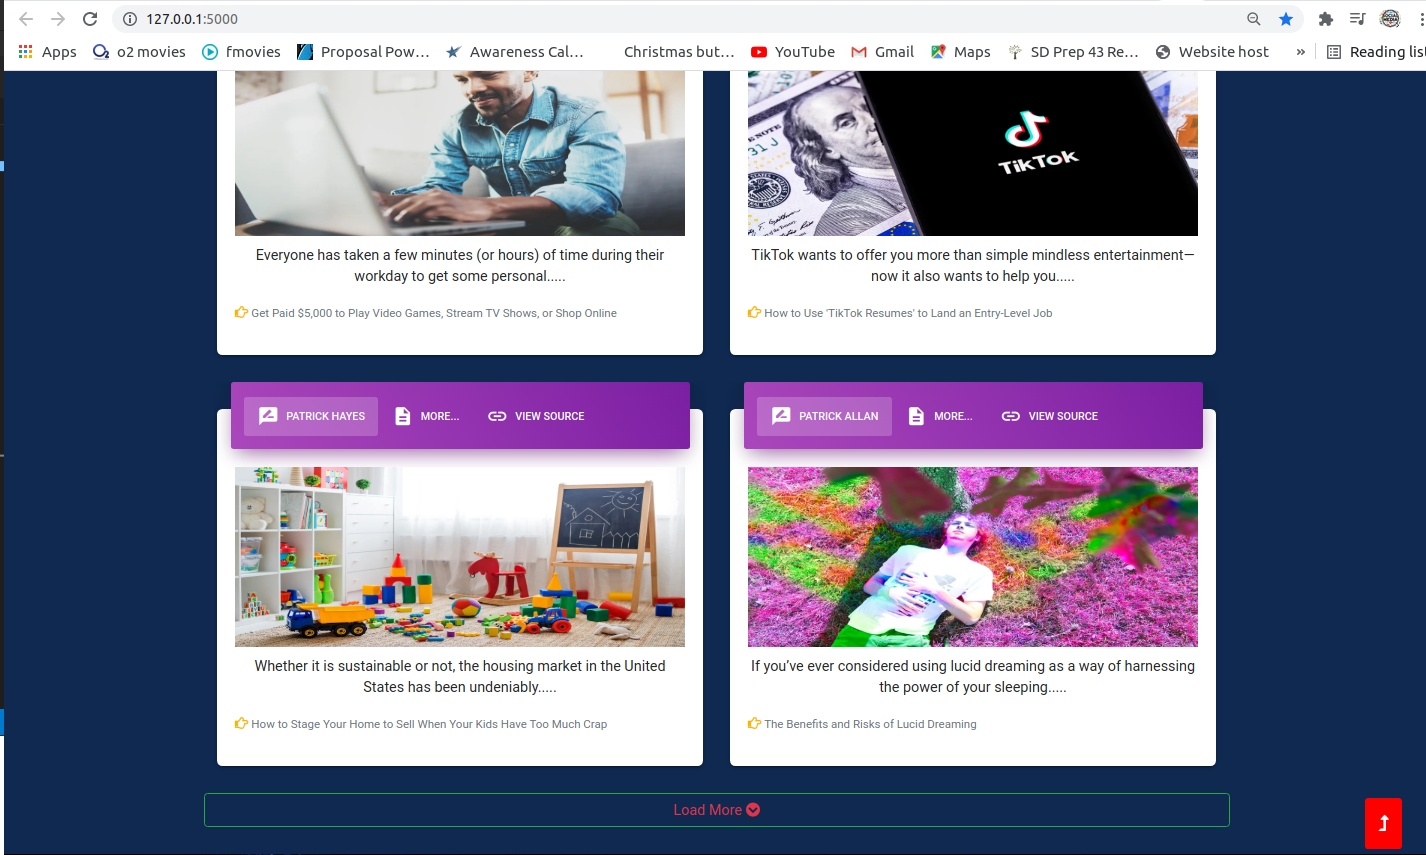 127.0.0.1:5000
Apps o2 movies fmovies Proposal Pow... Awareness Cal... Christmas but... YouTube Gmail Maps SD Prep 43 Re... Website host » Reading list
31 J
TikTok
Everyone has taken a few minutes (or hours) of time during their
workday to get some personal.....
Get Paid $5,000 to Play Video Games, Stream TV Shows, or Shop Online
TikTok wants to offer you more than simple mindless entertainment—
now it also wants to help you.....
How to Use 'TikTok Resumes' to Land an Entry-Level Job
PATRICK HAYES MORE... VIEW SOURCE
Whether it is sustainable or not, the housing market in the United
States has been undeniably.....
How to Stage Your Home to Sell When Your Kids Have Too Much Crap
PATRICK ALLAN MORE... VIEW SOURCE
If you’ve ever considered using lucid dreaming as a way of harnessing
the power of your sleeping.....
The Benefits and Risks of Lucid Dreaming
Load More